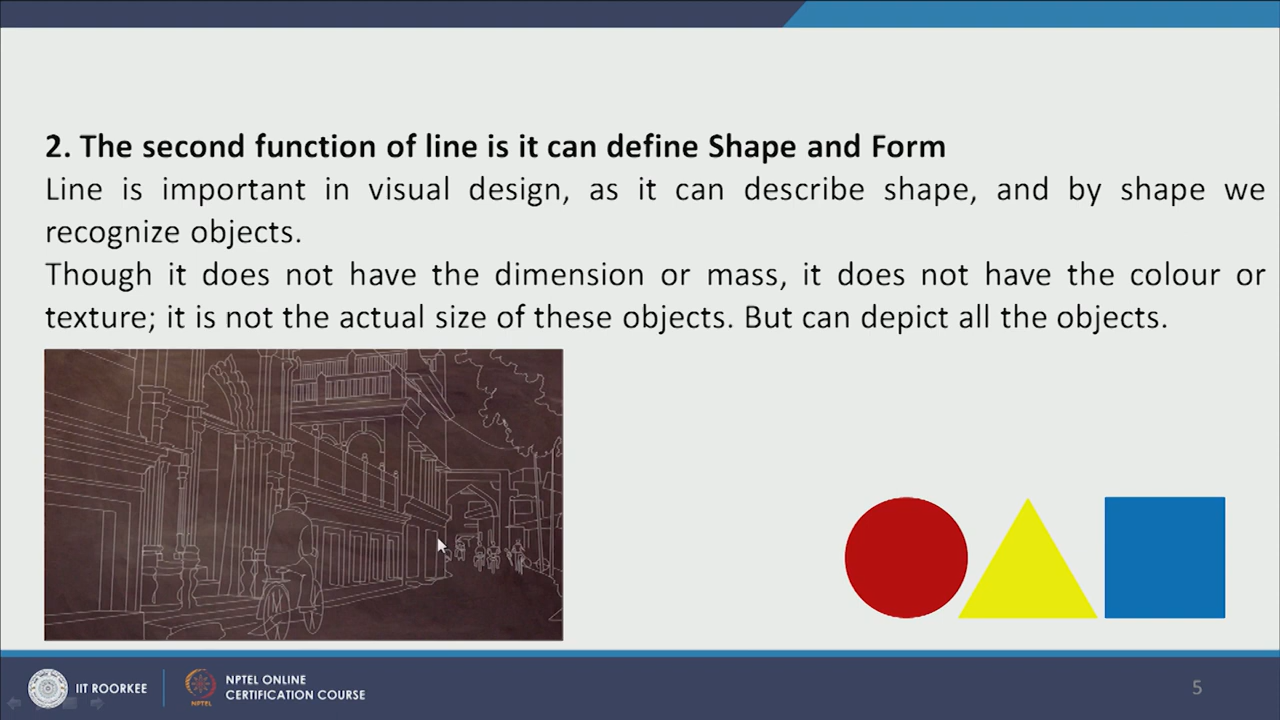 2. The second function of line is it can define Shape and Form
Line is important in visual design, as it can describe shape, and by shape we
recognize objects.
Though it does not have the dimension or mass, it does not have the colour or
texture; it is not the actual size of these objects. But can depict all the objects.
IIT ROORKEE
NPTEL
NPTEL ONLINE
CERTIFICATION COURSE
5